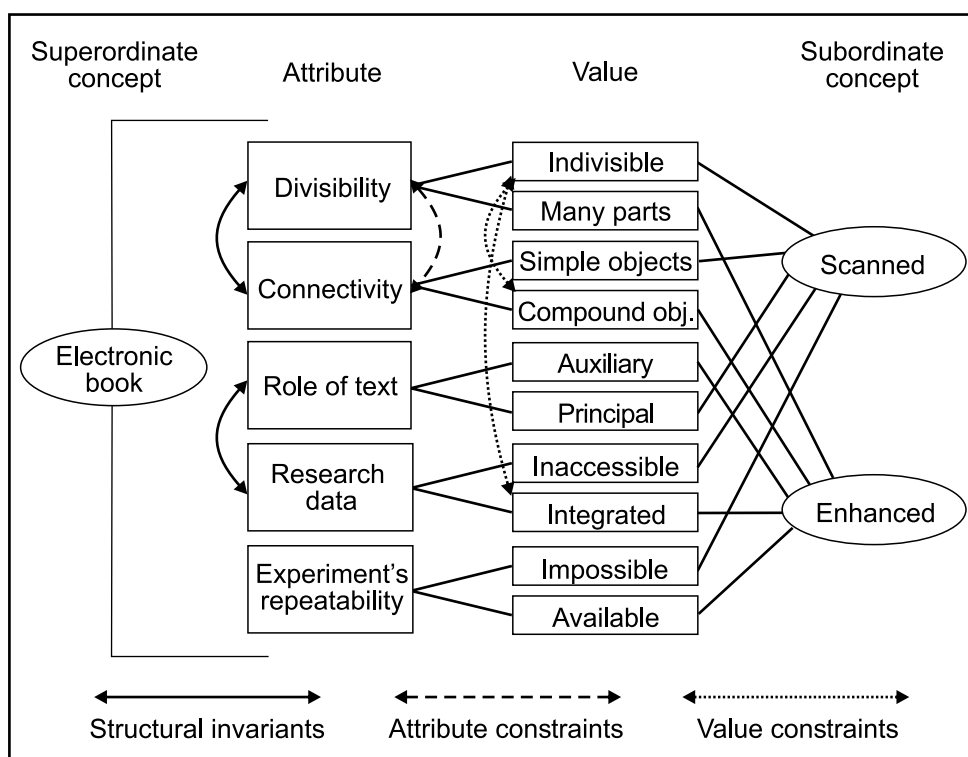 Superordinate
concept
Attribute
Value
Subordinate
concept
Electronic
book
Divisibility
Connectivity
Role of text
Research
data
Experiment's
repeatability
Indivisible
Many parts
Simple objects
Compound obj.
Auxiliary
Principal
Inaccessible
Integrated
Impossible
Available
Scanned
Enhanced
Structural invariants
Attribute constraints
Value constraints